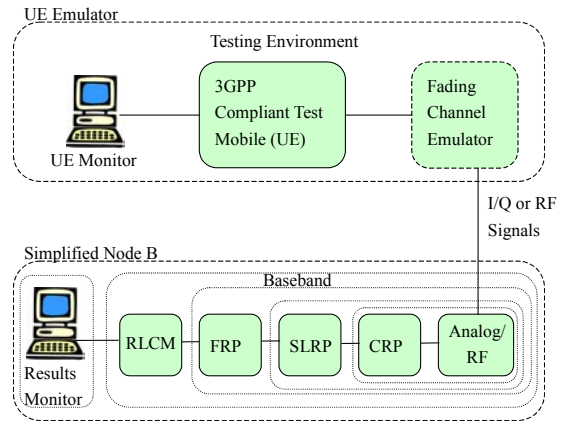 UE Emulator
Testing Environment
UE Monitor
3GPP
Compliant Test
Mobile (UE)
Fading
Channel
Emulator
I/Q or RF
Signals
Simplified Node B
Baseband
Results
Monitor
RLCM
FRP
SLRP
CRP
Analog/
RF